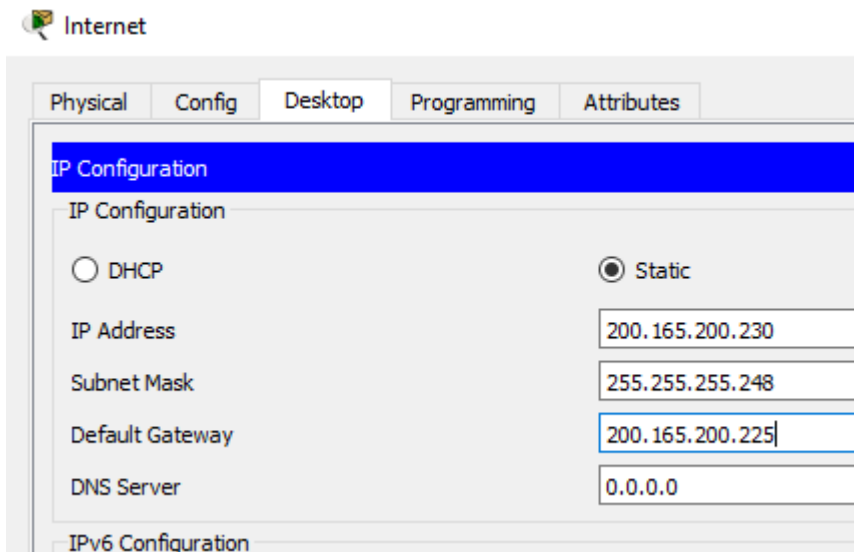 Internet
Physical Config Desktop Programming Attributes
IP Configuration
IP Configuration
DHCP Static
IP Address 200.165.200.230
Subnet Mask 255.255.255.248
Default Gateway 200.165.200.225
DNS Server 0.0.0.0
IPv6 Configuration